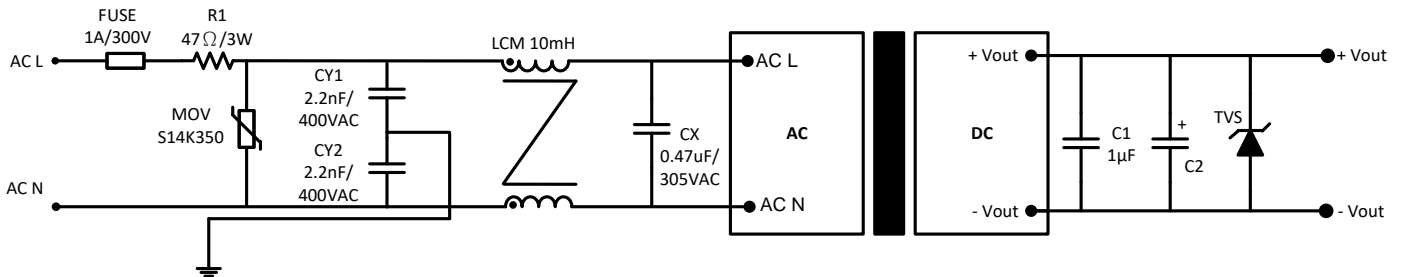 FUSE
1A/300V
R1
47Ω/3W
AC L
MOV
S14K350
AC N
CY1
2.2nF/
400VAC
CY2
2.2nF/
400VAC
LCM 10mH
CX
0.47uF/
305VAC
AC L
AC
AC N
+ Vout
DC
- Vout
C1
1μF
+
C2
TVS
+ Vout
- Vout